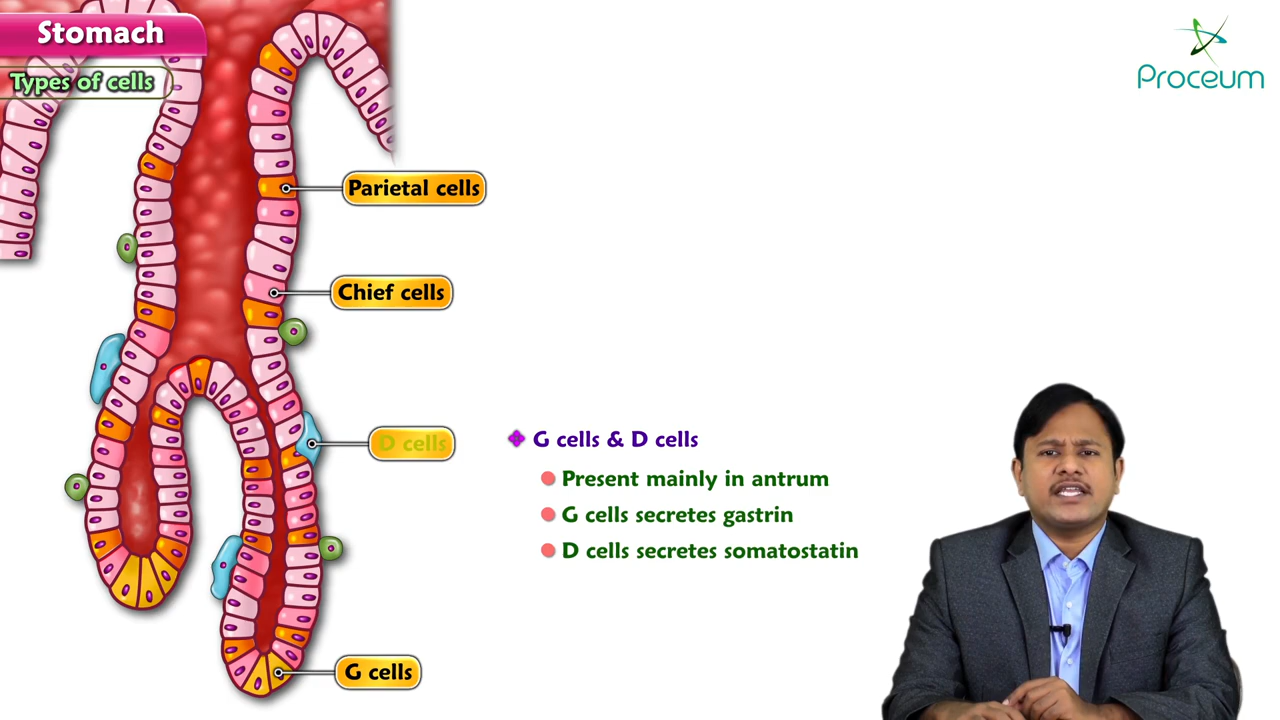 Stomach
Types of cells
Proceum
Parietal cells
Chief cells
D cells
G cells & D cells
Present mainly in antrum
G cells secretes gastrin
D cells secretes somatostatin
G cells